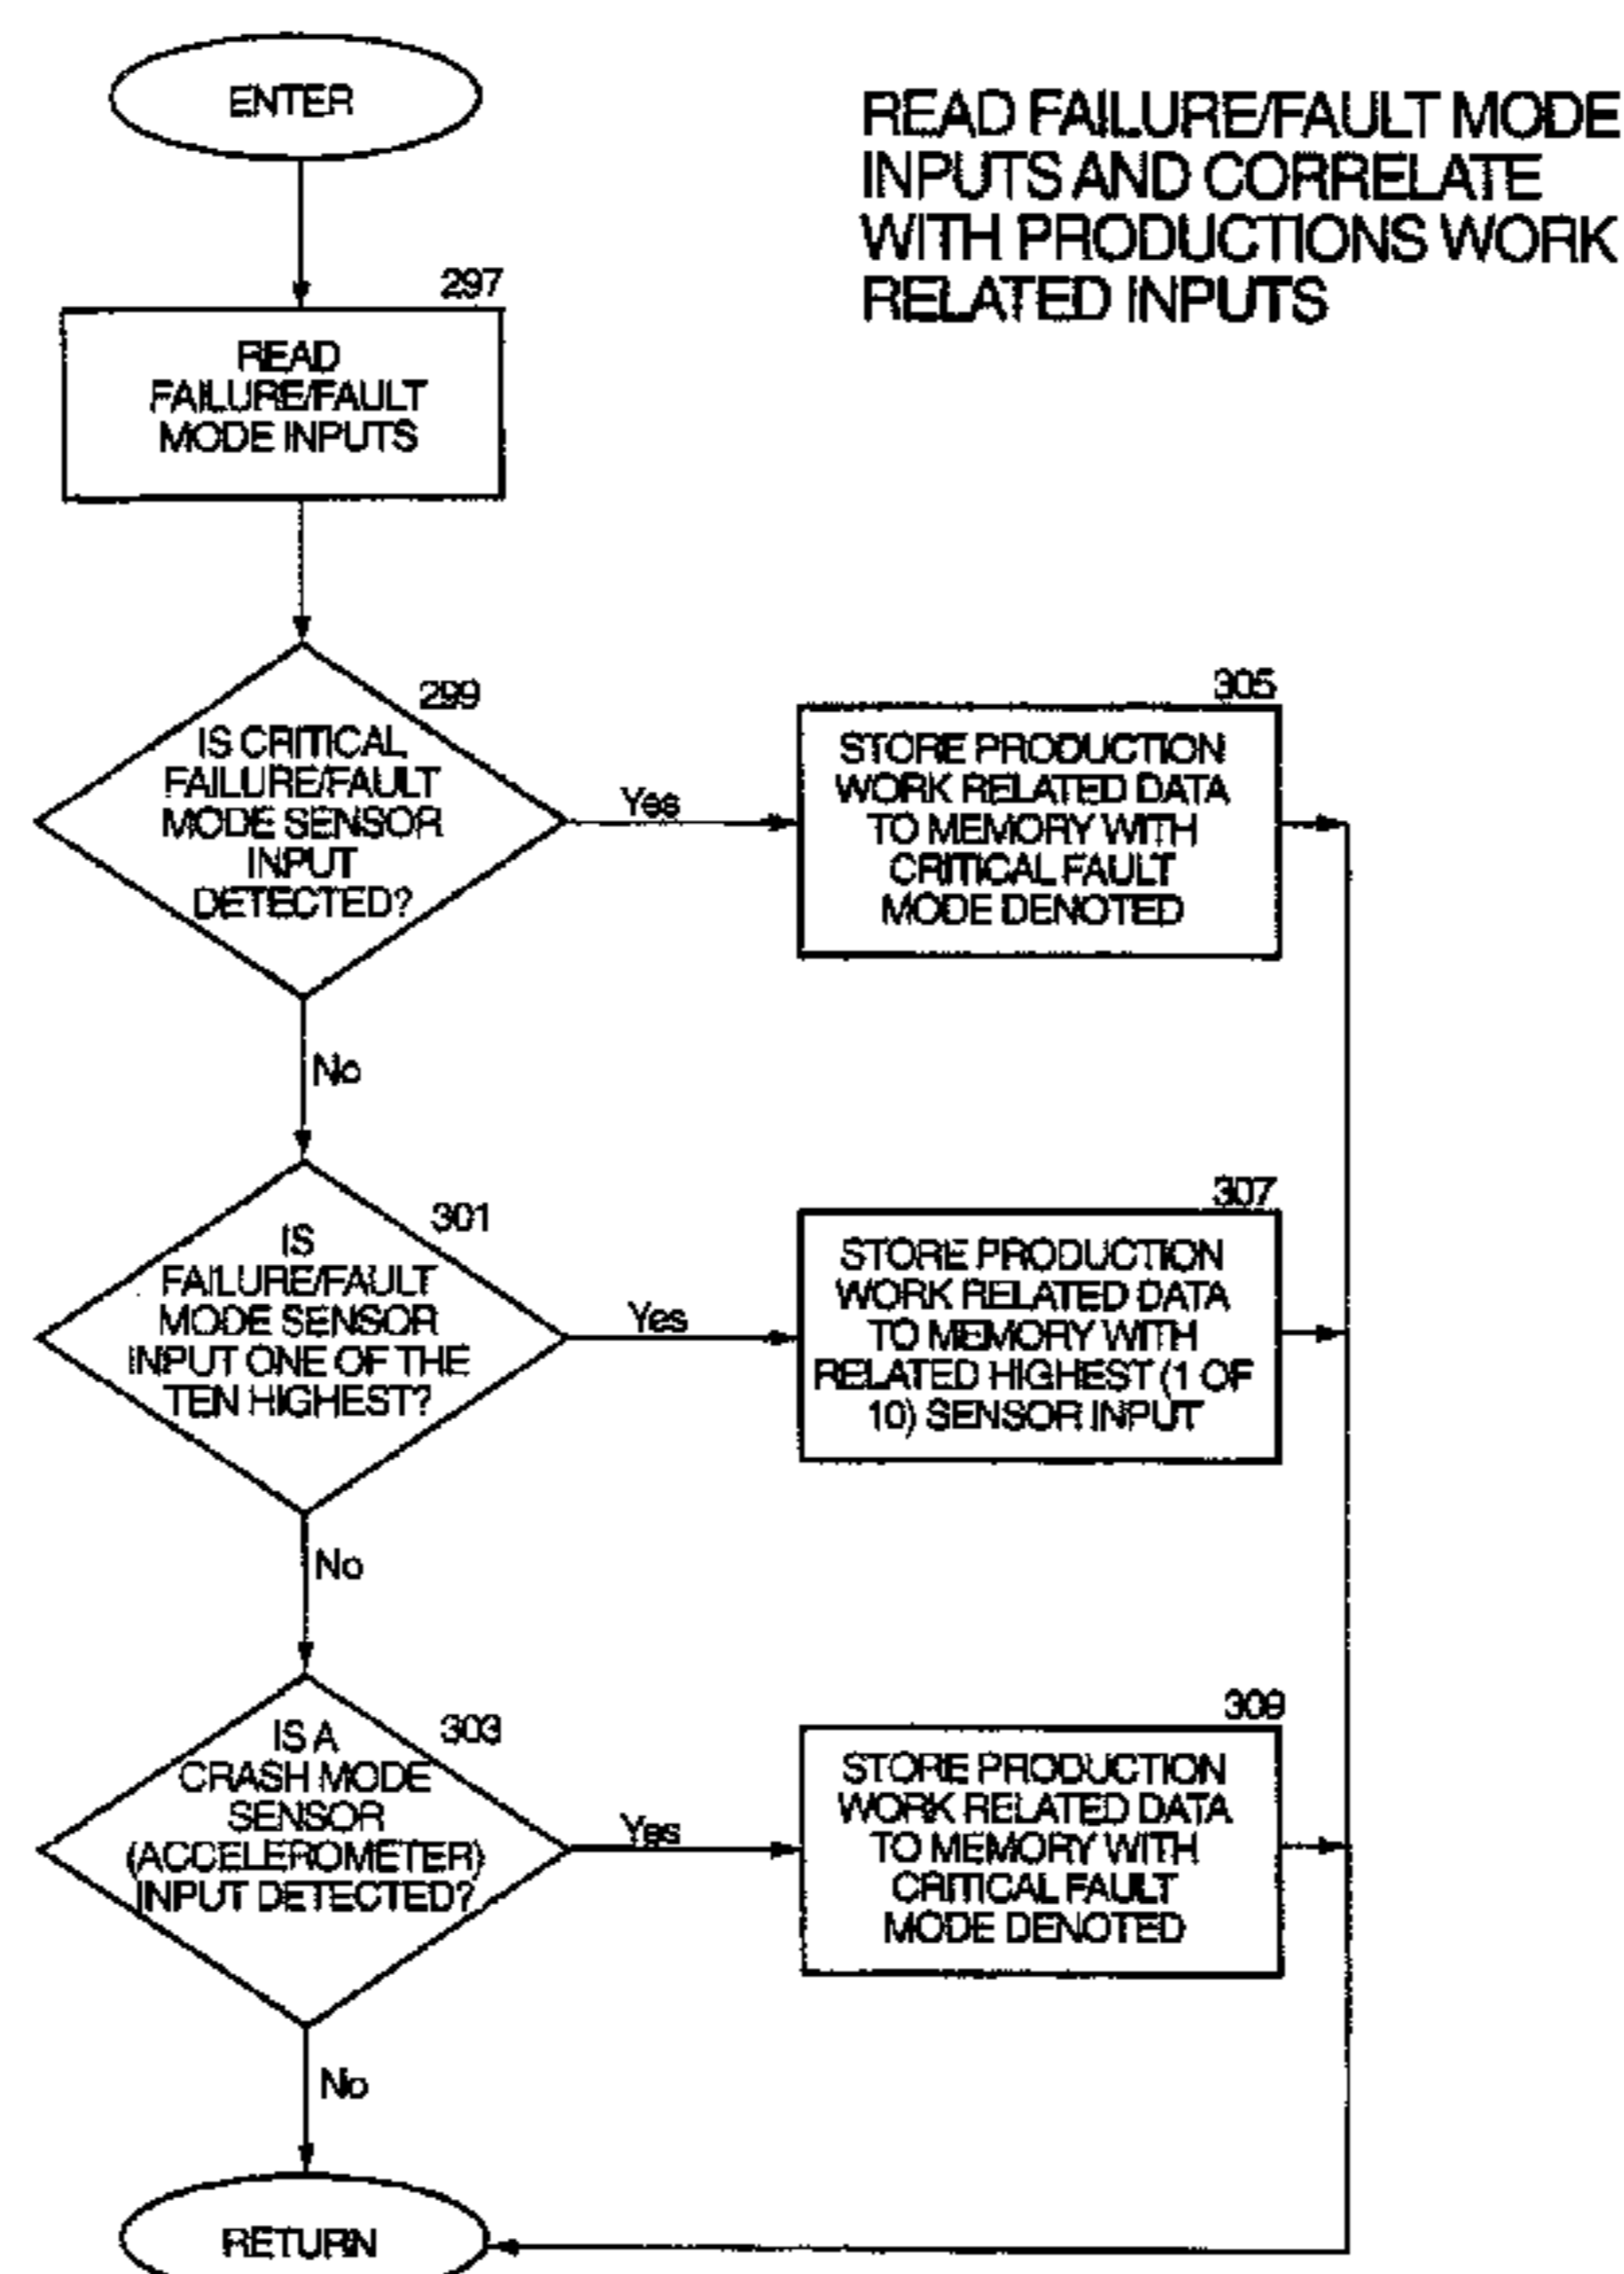 ENTER
READ FAILURE/FAULT MODE
INPUTS AND CORRELATE
WITH PRODUCTIONS WORK
RELATED INPUTS
297
READ
FAILURE/FAULT
MODE INPUTS
299
IS CRITICAL
FAILURE/FAULT
MODE SENSOR
INPUT
DETECTED?
Yes
305
STORE PRODUCTION
WORK RELATED DATA
TO MEMORY WITH
CRITICAL FAULT
MODE DENOTED
No
301
IS
FAILURE/FAULT
MODE SENSOR
INPUT ONE OF THE
TEN HIGHEST?
Yes
307
STORE PRODUCTION
WORK RELATED DATA
TO MEMORY WITH
RELATED HIGHEST (1 OF
10) SENSOR INPUT
No
303
IS A
CRASH MODE
SENSOR
(ACCELEROMETER)
INPUT DETECTED?
Yes
309
STORE PRODUCTION
WORK RELATED DATA
TO MEMORY WITH
CRITICAL FAULT
MODE DENOTED
No
RETURN